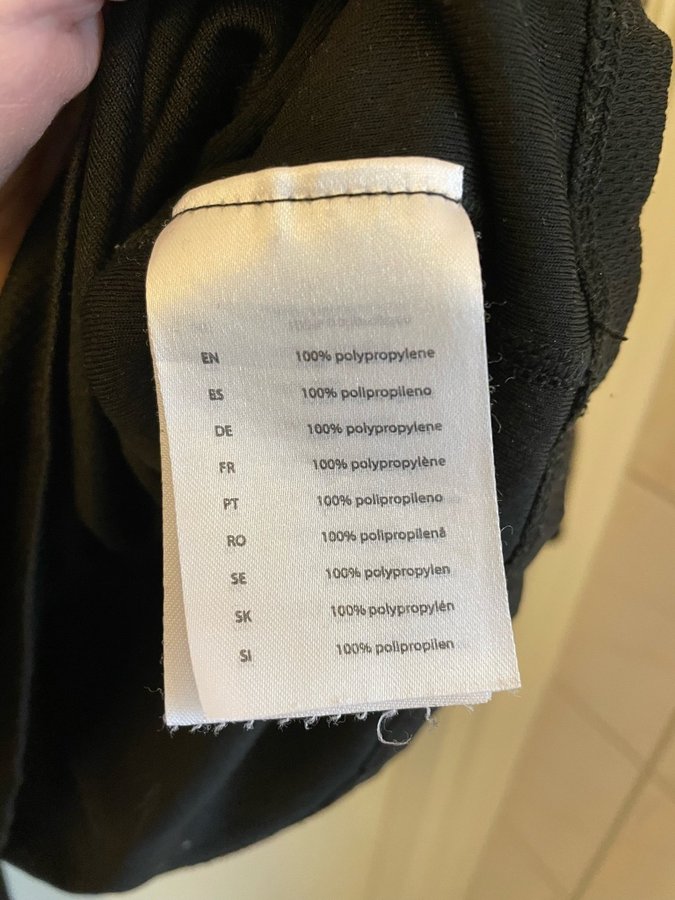 EN 100% polypropylene
ES 100% polipropileno
DE 100% polypropylene
FR 100% polypropylène
PT 100% polipropileno
RO 100% polipropilenå
SE 100% polypropylen
SK 100% polypropylén
SI 100% polipropilen